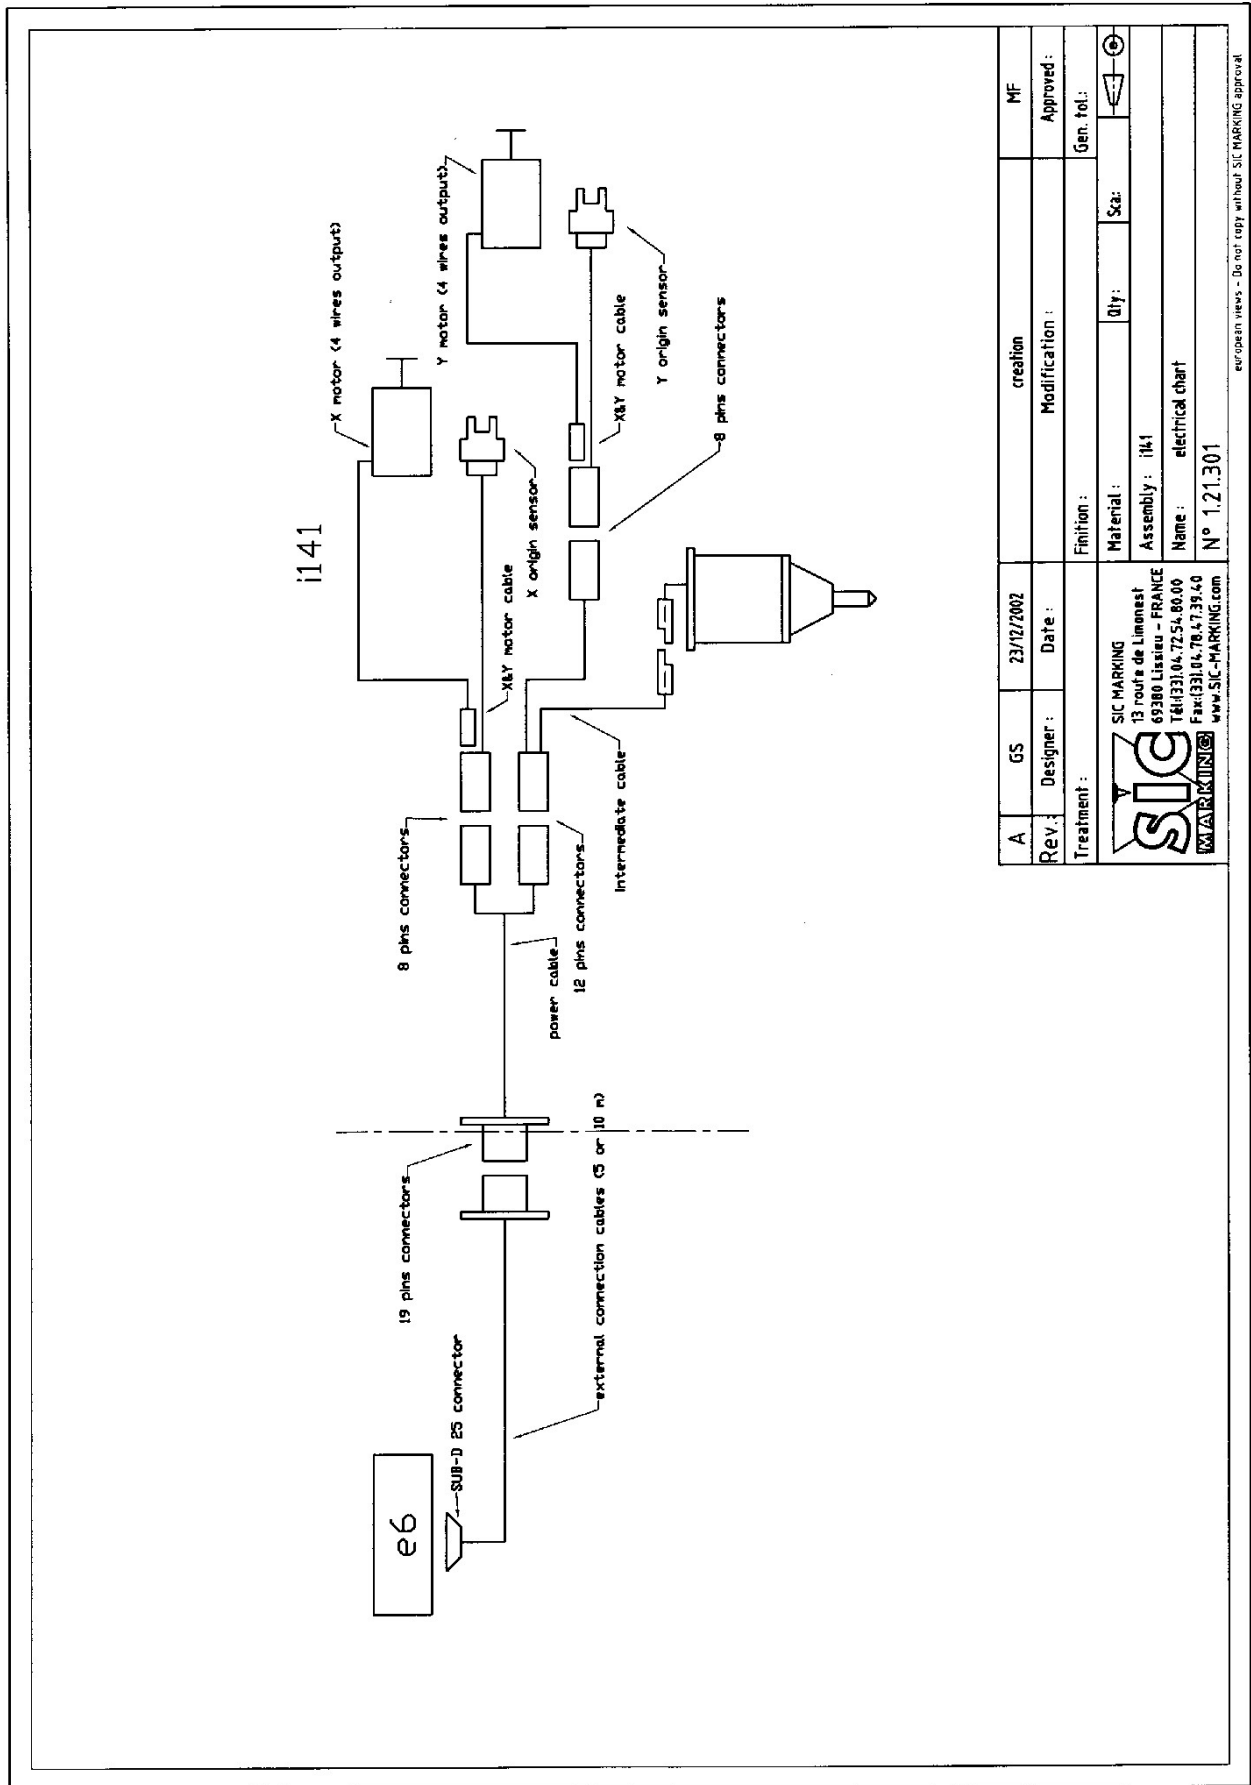 i141
X motor (4 wires output)
Y motor (4 wires output)
X origin sensor
X&Y motor cable
8 pins connectors
Y origin sensor
X&Y motor cable
8 pins connectors
Intermediate cable
12 pins connectors
power cable
19 pins connectors
external connection cables (5 or 10 m)
SUB-D 25 connector
e6
A GS 23/12/2002 creation MF
Rev.: Designer : Date : Modification : Approved :
Treatment : Finition : Gen. tol.:
SIC MARKING
SIC MARKING
13 route de Limonest
69380 Lissieu - FRANCE
Tél:(33).04.72.54.80.00
Fax:(33).04.78.47.39.40
www.SIC-MARKING.com
Material : Qty : Sca.:
Assembly : i141
Name : electrical chart
N° 1.21.301
european views - Do not copy without SIC MARKING approval